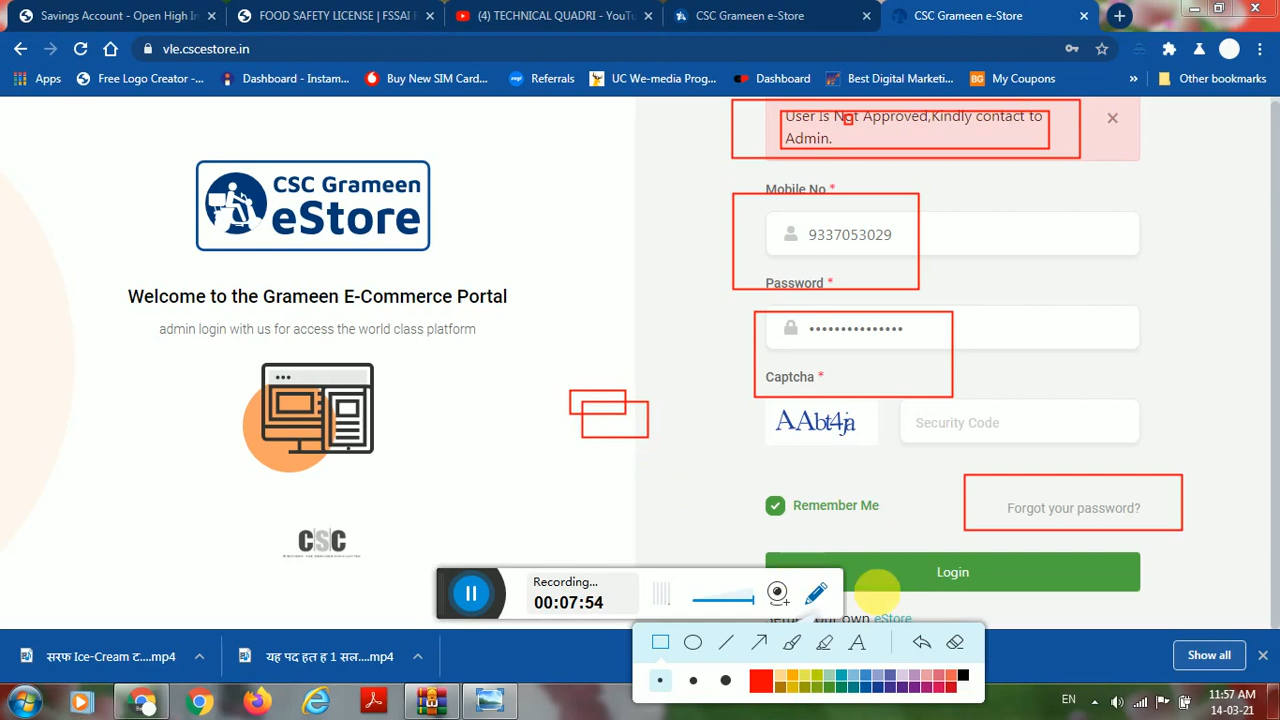 Savings Account - Open High In
FOOD SAFETY LICENSE | FSSAI R
(4) TECHNICAL QUADRI - YouTu
CSC Grameen e-Store
CSC Grameen e-Store
vle.cscestore.in
Apps
Free Logo Creator -...
Dashboard - Instam...
Buy New SIM Card...
Referrals
UC We-media Prog...
Dashboard
Best Digital Marketi...
BG
My Coupons
»
Other bookmarks
User Is Not Approved,Kindly contact to
Admin.
CSC Grameen
eStore
Welcome to the Grameen E-Commerce Portal
admin login with us for access the world class platform
CSC
Mobile No *
9337053029
Password *
•••••••••••••••
Captcha *
AAbt4ja
Security Code
Remember Me
Forgot your password?
Login
own eStore
Recording...
00:07:54
A
सरफ Ice-Cream ट....mp4
यह पद हत ह 1 सल....mp4
Show all
EN
11:57 AM
14-03-21